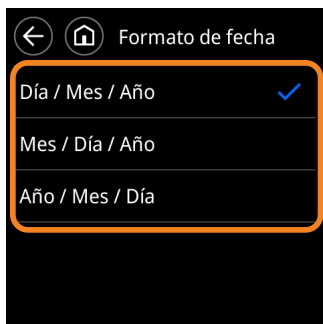 Formato de fecha
Día / Mes / Año
Mes / Día / Año
Año / Mes / Día